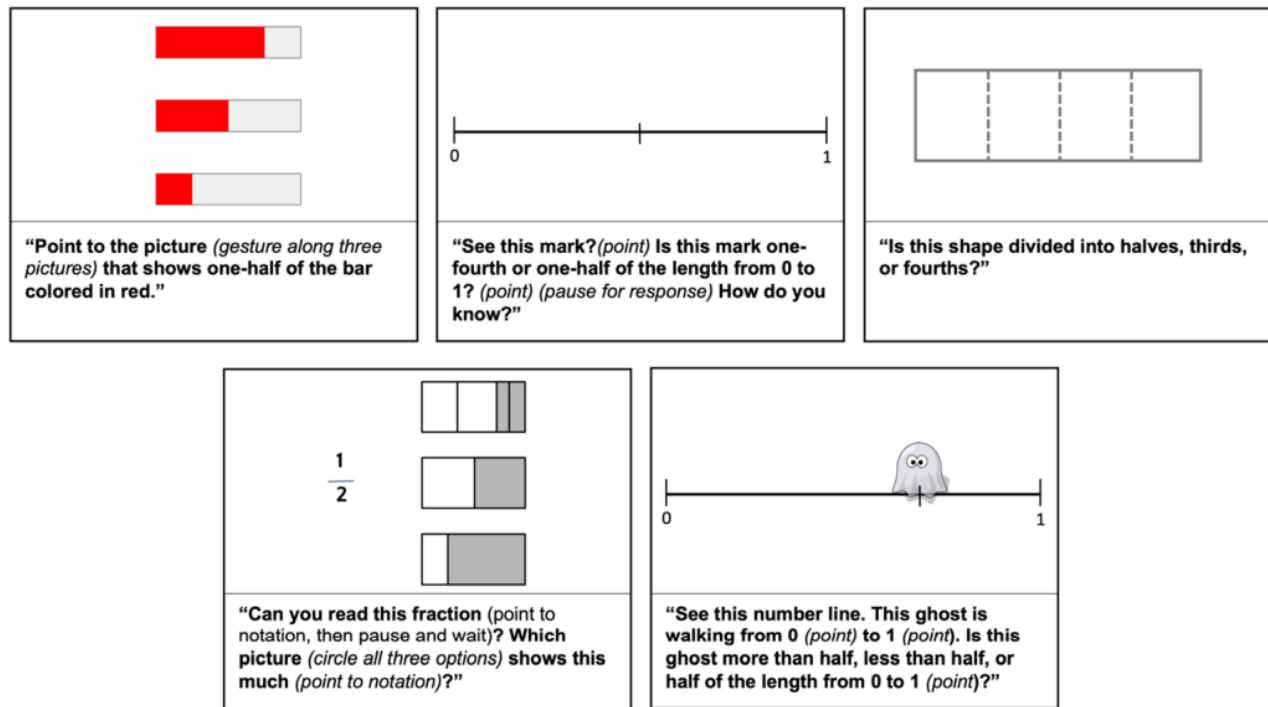 “Point to the picture (gesture along three
pictures) that shows one-half of the bar
colored in red.”
0
1
“See this mark?(point) Is this mark one-
fourth or one-half of the length from 0 to
1? (point) (pause for response) How do you
know?”
“Is this shape divided into halves, thirds,
or fourths?”
1
2
“Can you read this fraction (point to
notation, then pause and wait)? Which
picture (circle all three options) shows this
much (point to notation)?”
0
1
“See this number line. This ghost is
walking from 0 (point) to 1 (point). Is this
ghost more than half, less than half, or
half of the length from 0 to 1 (point)?”